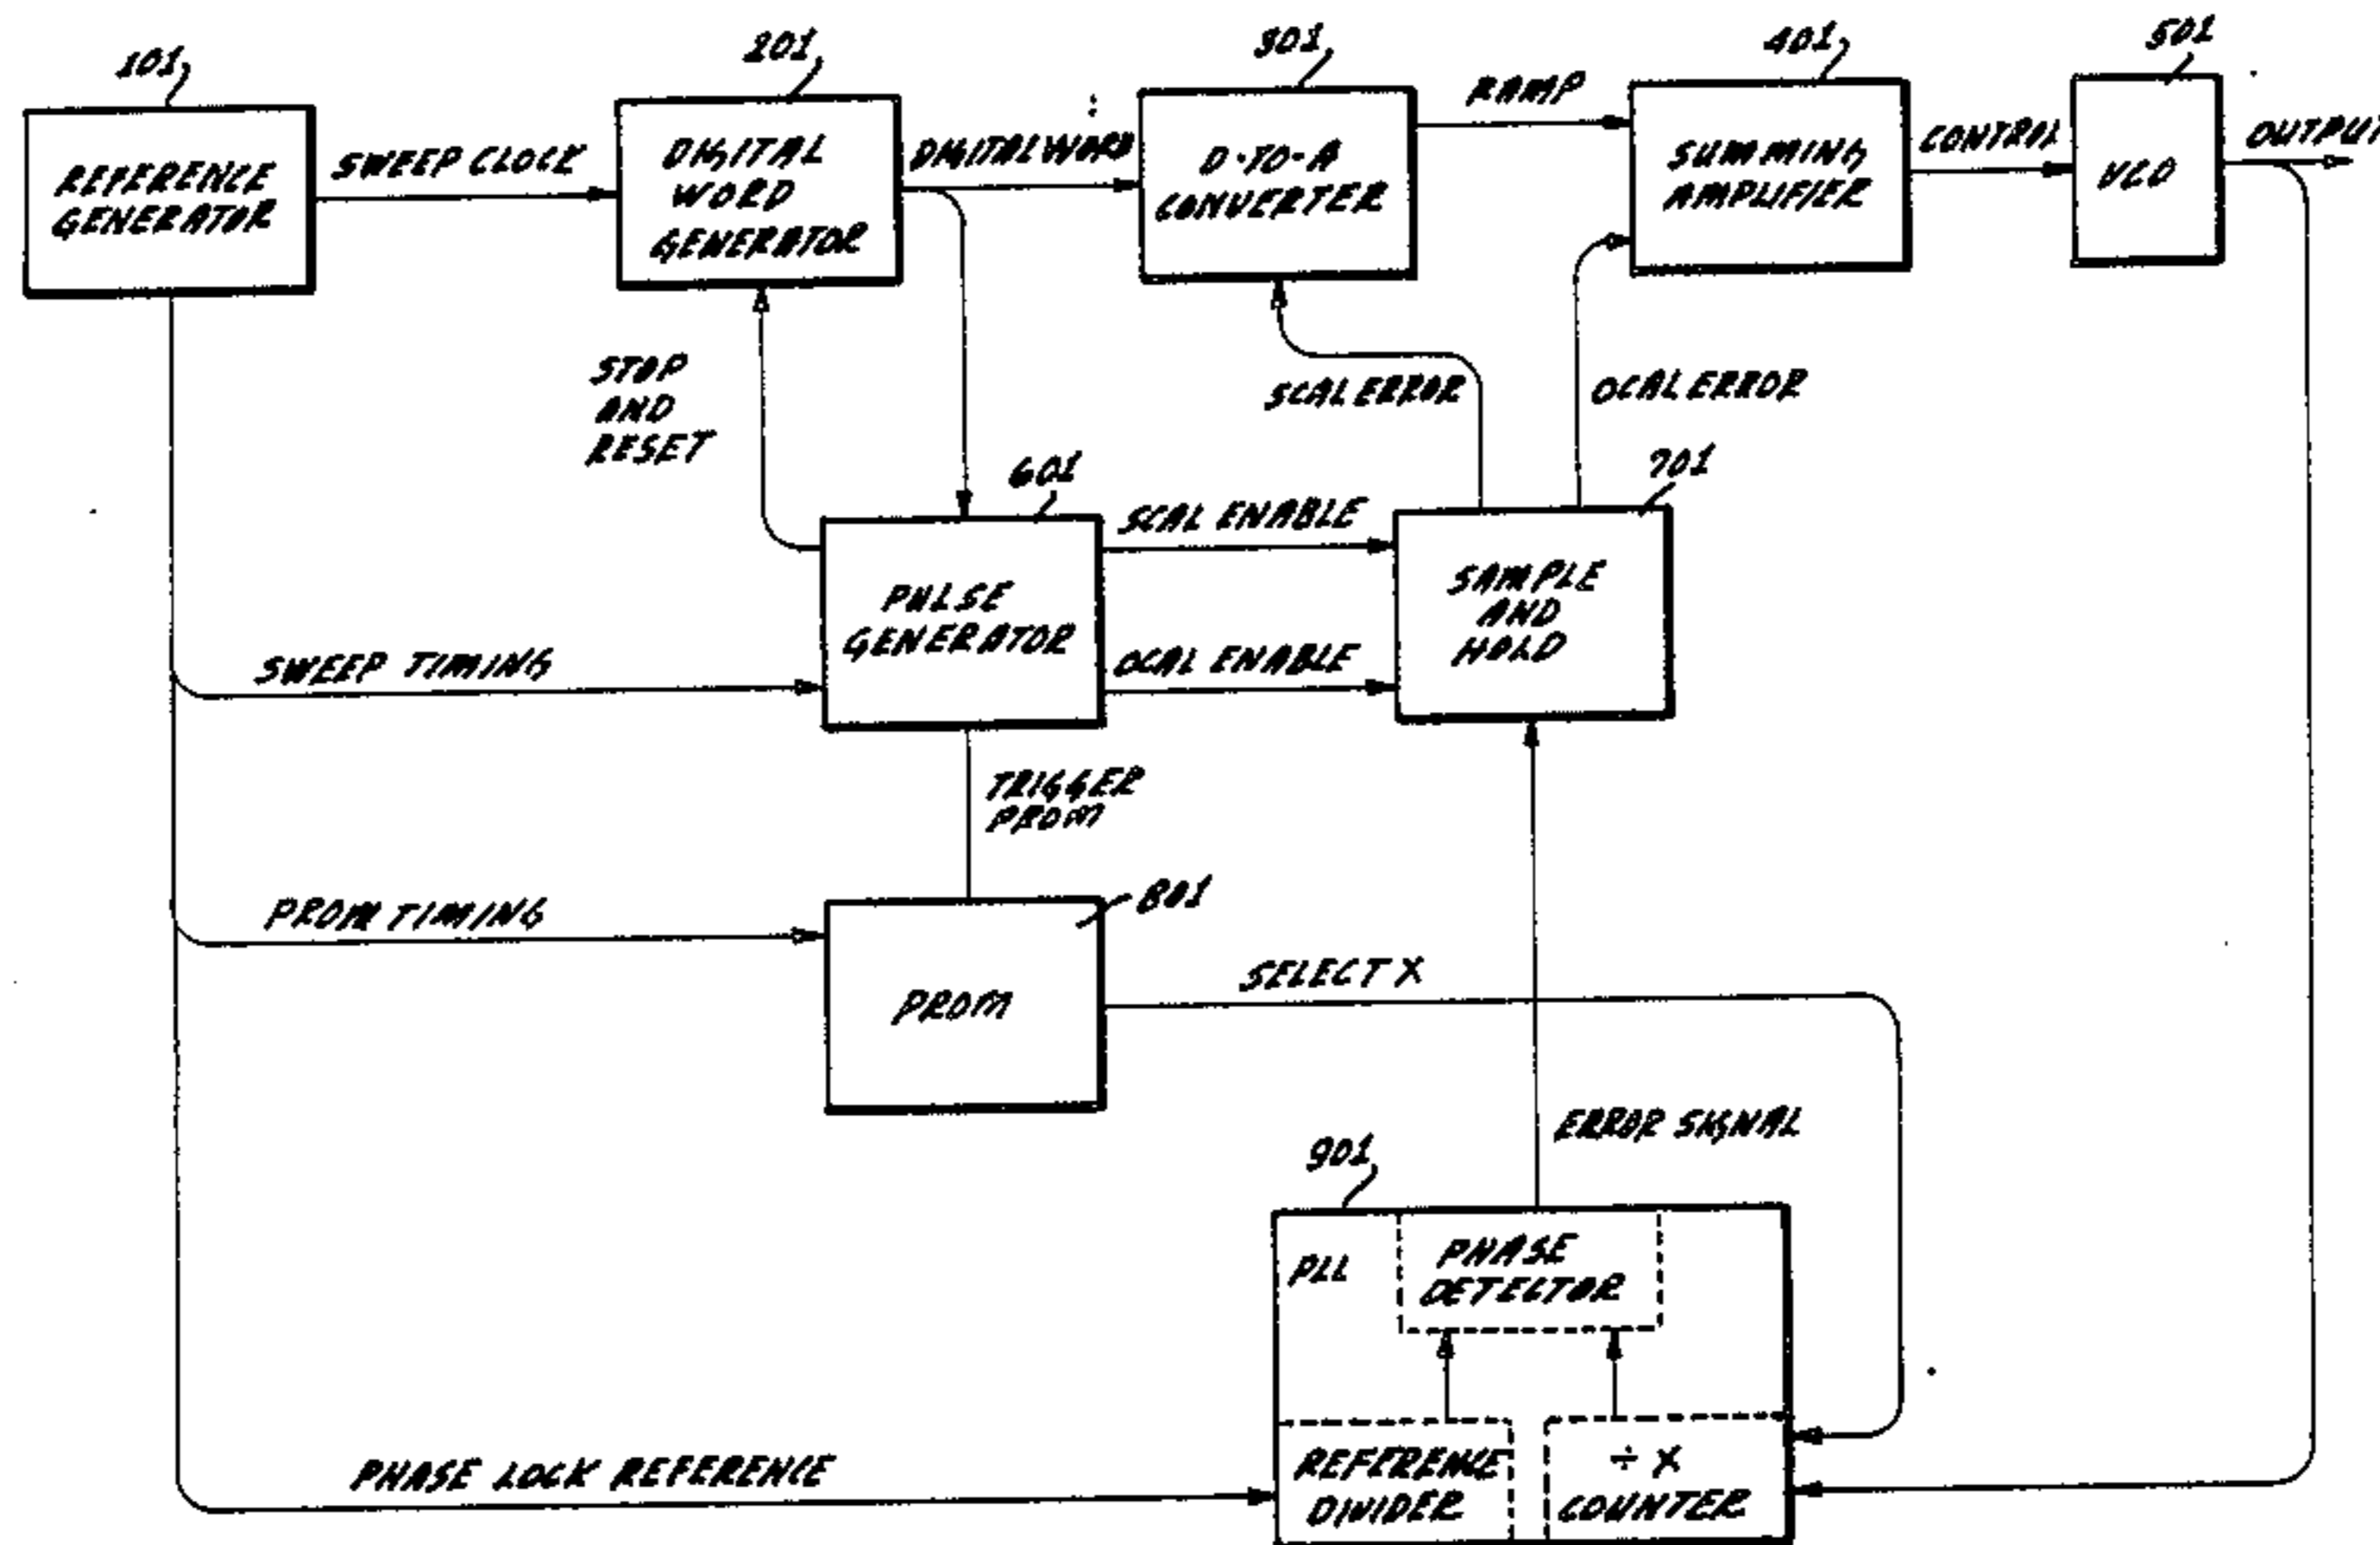 101
201
301
401
501
REFERENCE
GENERATOR
SWEEP CLOCK
DIGITAL
WORD
GENERATOR
DIGITAL WORD
D-TO-A
CONVERTER
RAMP
SUMMING
AMPLIFIER
CONTROL
VCO
OUTPUT
STOP
AND
RESET
SCAL ERROR
OCAL ERROR
601
701
PULSE
GENERATOR
SCAL ENABLE
OCAL ENABLE
SAMPLE
AND
HOLD
SWEEP TIMING
TRIGGER
PROM
801
PROM TIMING
PROM
SELECT X
ERROR SIGNAL
901
PLL
PHASE
DETECTOR
REFERENCE
DIVIDER
÷ X
COUNTER
PHASE LOCK REFERENCE